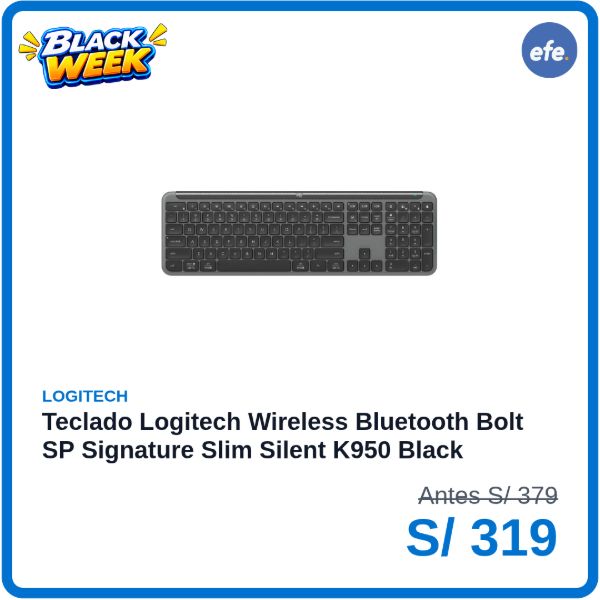 BLACK
WEEK
efe.
LOGITECH
Teclado Logitech Wireless Bluetooth Bolt
SP Signature Slim Silent K950 Black
Antes S/ 379
S/ 319